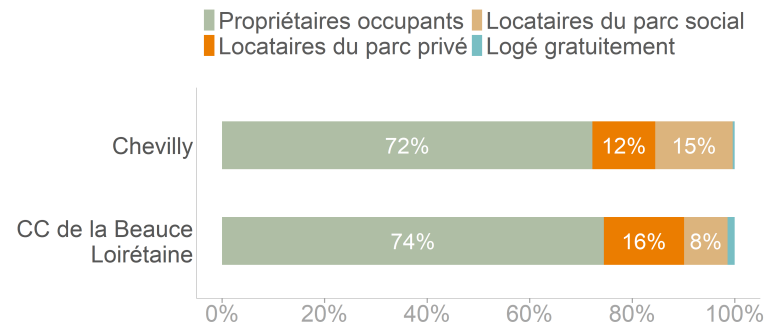 Propriétaires occupants
Locataires du parc social
Locataires du parc privé
Logé gratuitement
Chevilly
72%
12%
15%
CC de la Beauce
Loirétaine
74%
16%
8%
0%
20%
40%
60%
80%
100%